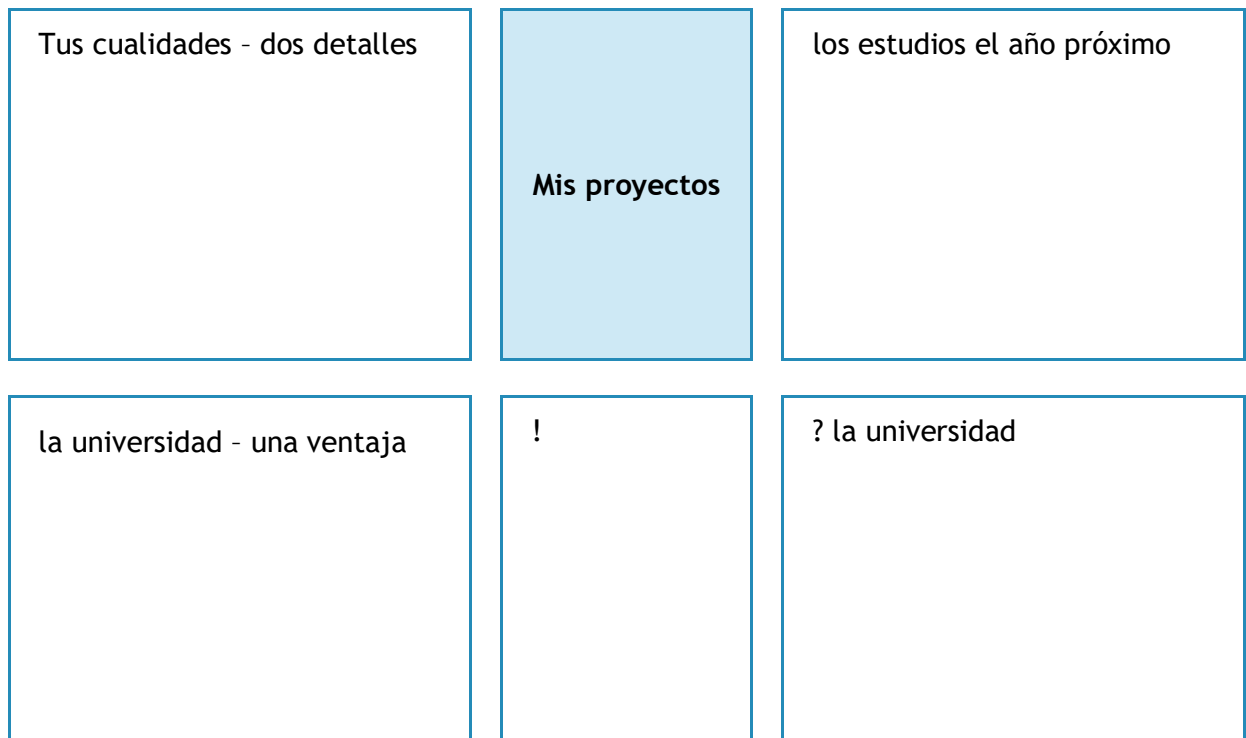 Tus cualidades – dos detalles
Mis proyectos
los estudios el año próximo
la universidad – una ventaja
!
? la universidad